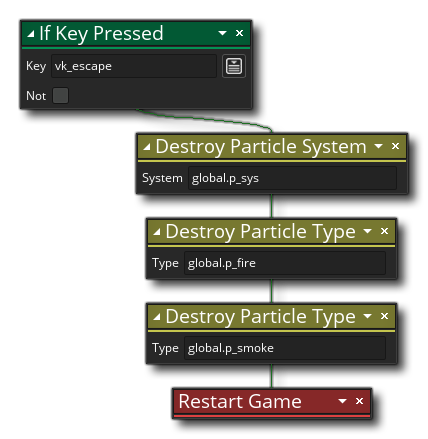 If Key Pressed
Key vk_escape
Not
Destroy Particle System
System global.p_sys
Destroy Particle Type
Type global.p_fire
Destroy Particle Type
Type global.p_smoke
Restart Game